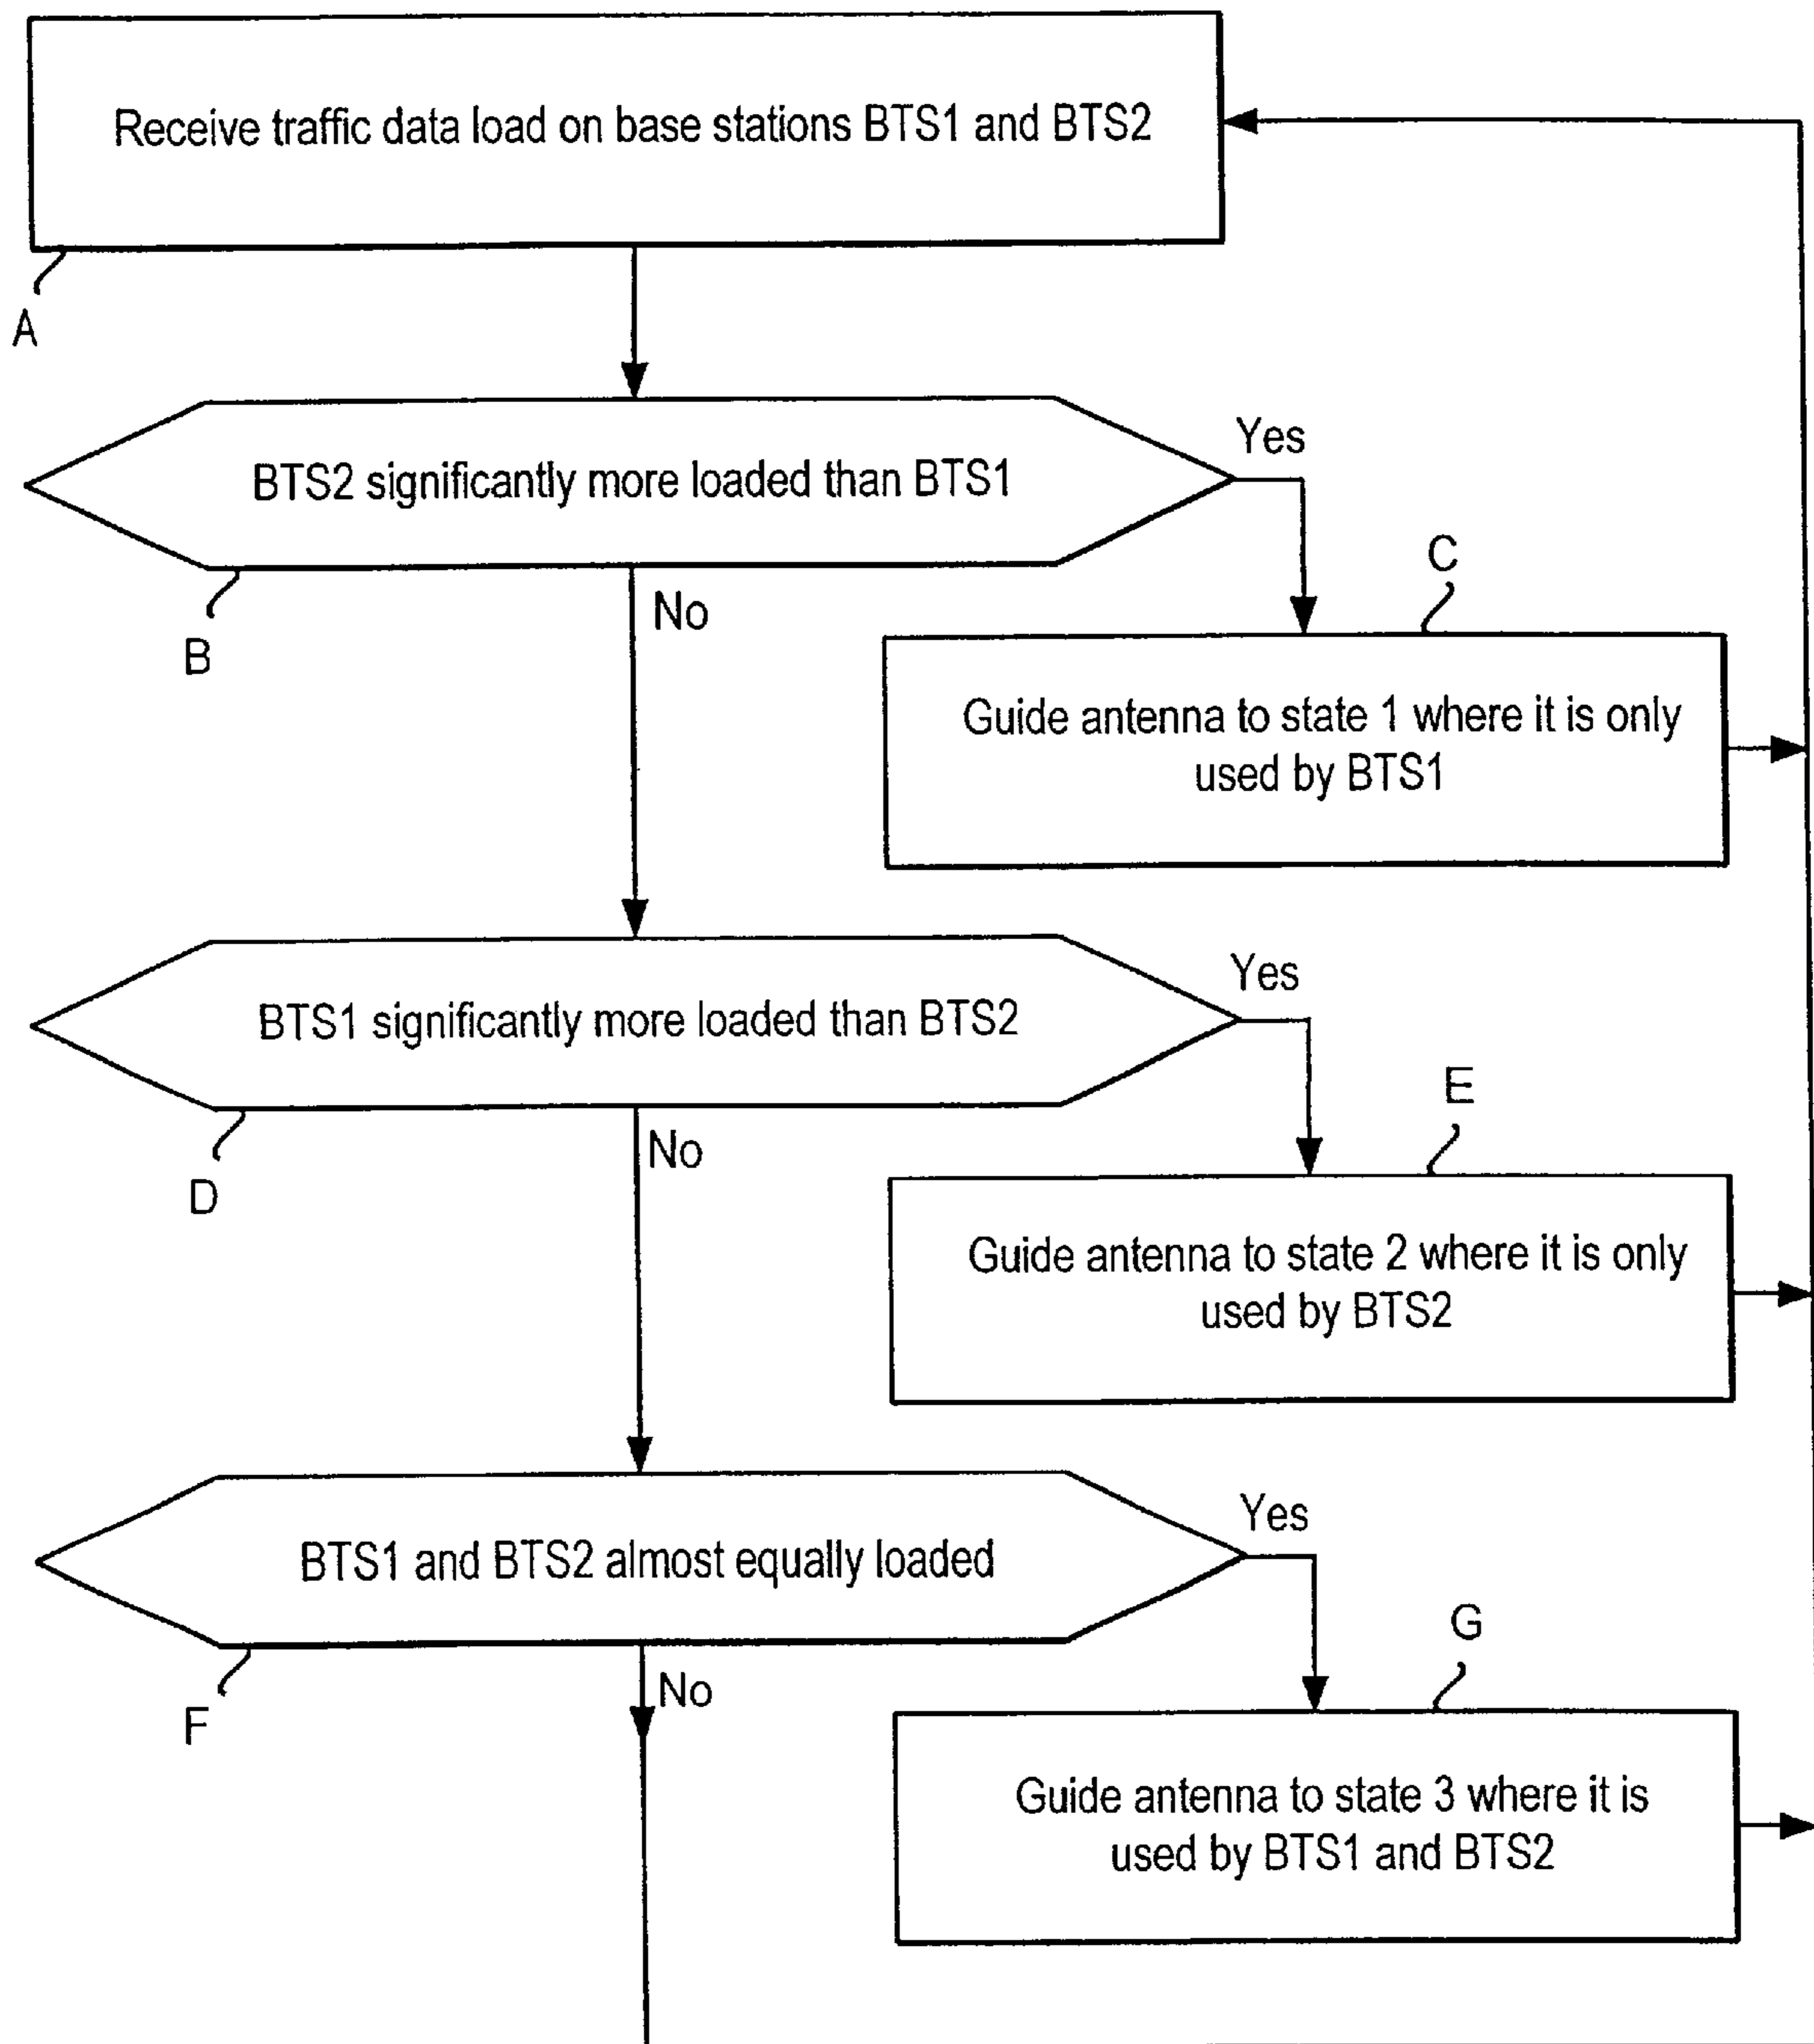 Receive traffic data load on base stations BTS1 and BTS2
A
BTS2 significantly more loaded than BTS1
Yes
B
No
C
Guide antenna to state 1 where it is only
used by BTS1
BTS1 significantly more loaded than BTS2
Yes
D
No
E
Guide antenna to state 2 where it is only
used by BTS2
BTS1 and BTS2 almost equally loaded
Yes
F
No
G
Guide antenna to state 3 where it is
used by BTS1 and BTS2